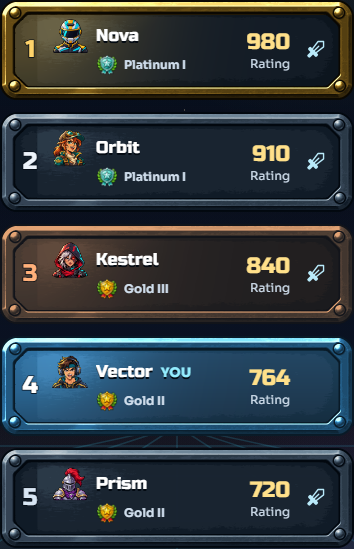 1
Nova
980
Platinum I
Rating
2
Orbit
910
Platinum I
Rating
3
Kestrel
840
Gold III
Rating
4
Vector YOU
764
Gold II
Rating
5
Prism
720
Gold II
Rating